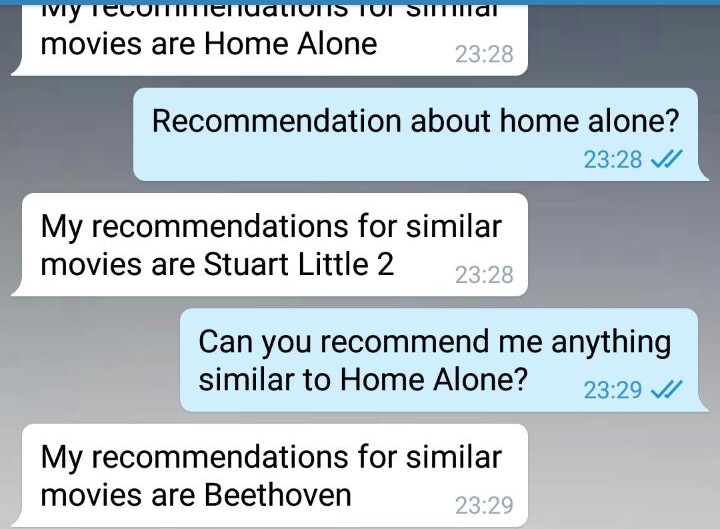 My recommendations for similar
movies are Home Alone
23:28
Recommendation about home alone?
23:28
My recommendations for similar
movies are Stuart Little 2
23:28
Can you recommend me anything
similar to Home Alone?
23:29
My recommendations for similar
movies are Beethoven
23:29